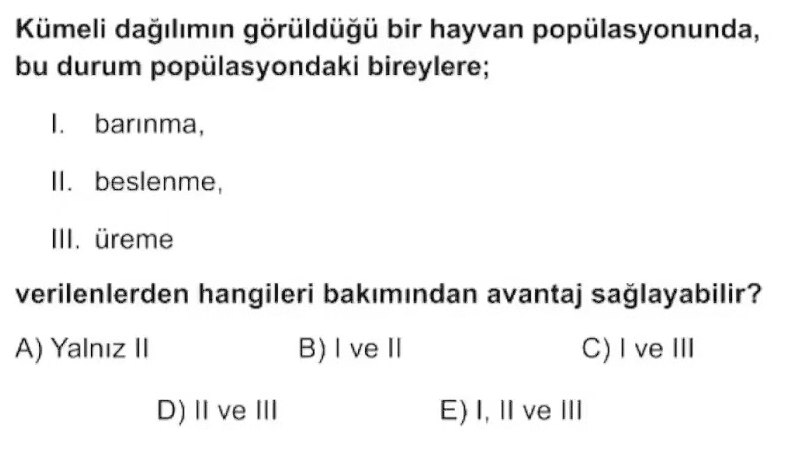 Kümeli dağılımın görüldüğü bir hayvan popülasyonunda,
bu durum popülasyondaki bireylere;
I. barınma,
II. beslenme,
III. üreme
verilenlerden hangileri bakımından avantaj sağlayabilir?
A) Yalnız II B) I ve II C) I ve III
D) II ve III E) I, II ve III